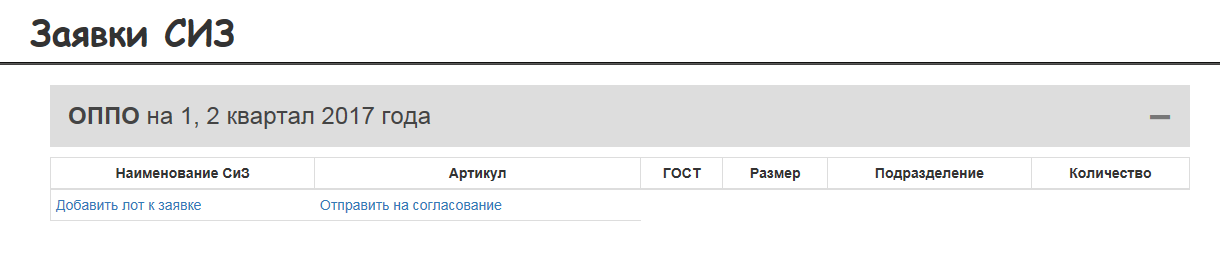 Заявки СИЗ
ОППО на 1, 2 квартал 2017 года
Наименование СиЗ Артикул ГОСТ Размер Подразделение Количество
Добавить лот к заявке Отправить на согласование